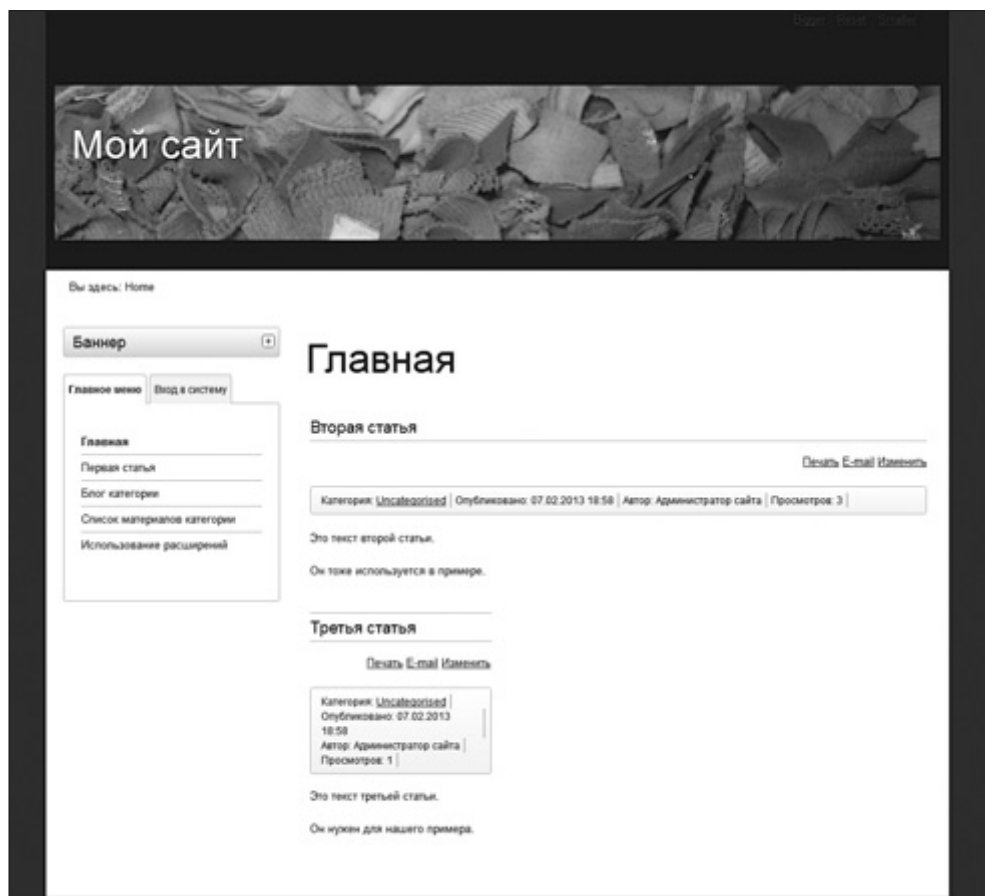 Bigger Reset Smaller
Мой сайт
Вы здесь: Home
Баннер
Главное меню Вход в систему
Главная
Первая статья
Блог категории
Список материалов категории
Использование расширений
Главная
Вторая статья
Печать E-mail Изменить
Категория: Uncategorised | Опубликовано: 07.02.2013 18:58 | Автор: Администратор сайта | Просмотров: 3 |
Это текст второй статьи.
Он тоже используется в примере.
Третья статья
Печать E-mail Изменить
Категория: Uncategorised |
Опубликовано: 07.02.2013
18:58
Автор: Администратор сайта |
Просмотров: 1 |
Это текст третьей статьи.
Он нужен для нашего примера.